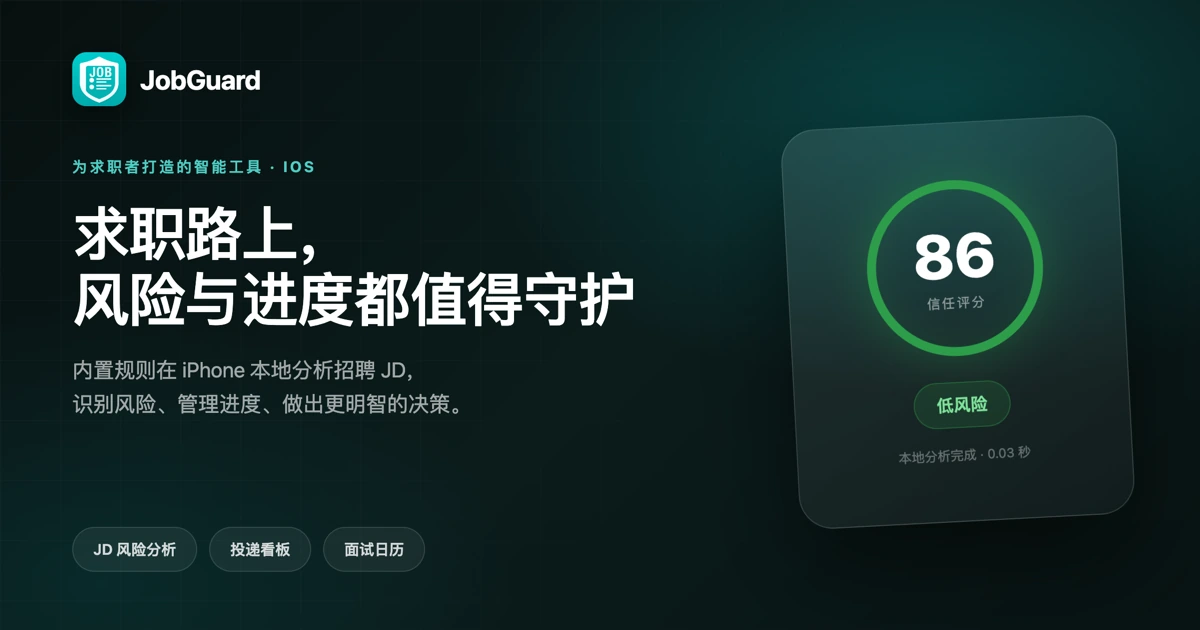 JOB
JobGuard
为求职者打造的智能工具 · IOS
求职路上，
风险与进度都值得守护
内置规则在 iPhone 本地分析招聘 JD，
识别风险、管理进度、做出更明智的决策。
JD 风险分析
投递看板
面试日历
86
信任评分
低风险
本地分析完成 · 0.03 秒